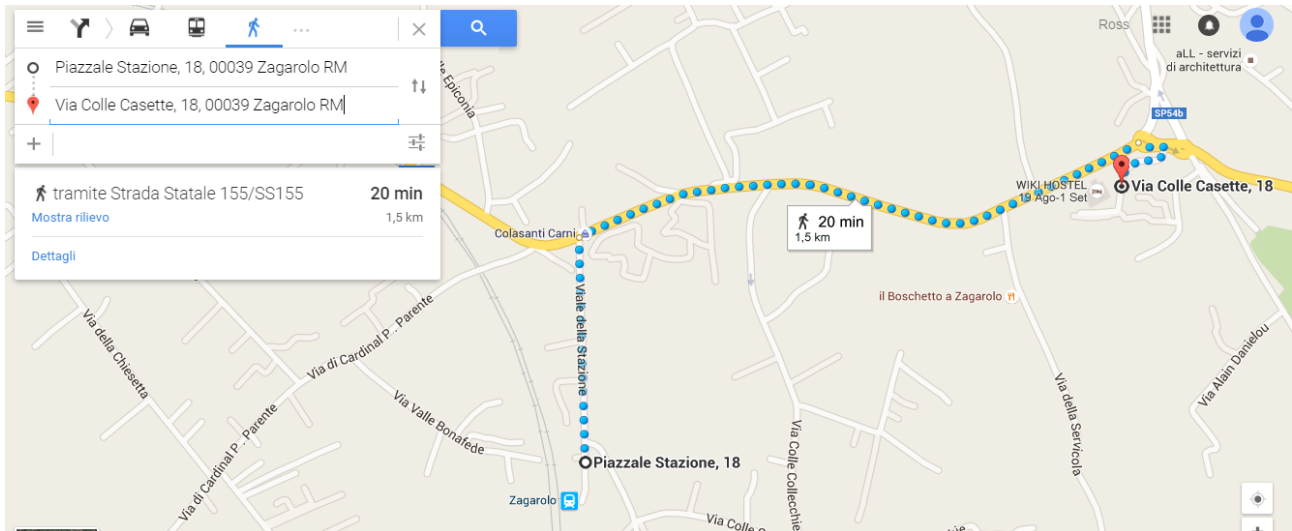 Piazzale Stazione, 18, 00039 Zagarolo RM
Via Colle Casette, 18, 00039 Zagarolo RM
tramite Strada Statale 155/SS155
20 min
Mostra rilievo
1,5 km
Dettagli
Ross
aLL - servizi
di architettura
SP54b
Epiconia
WIKI HOSTEL
19 Ago-1 Set
Via Colle Casette, 18
20 min
1,5 km
Colasanti Carni
il Boschetto a Zagarolo
Viale della Stazione
Via della Chiesetta
Via di Cardinal P. Parente
Via Valle Bonafede
Via di Cardinal P. Parente
Via Alain Danielou
Via della Servicola
Via Colle Collecchie
Piazzale Stazione, 18
Zagarolo
Via Colle